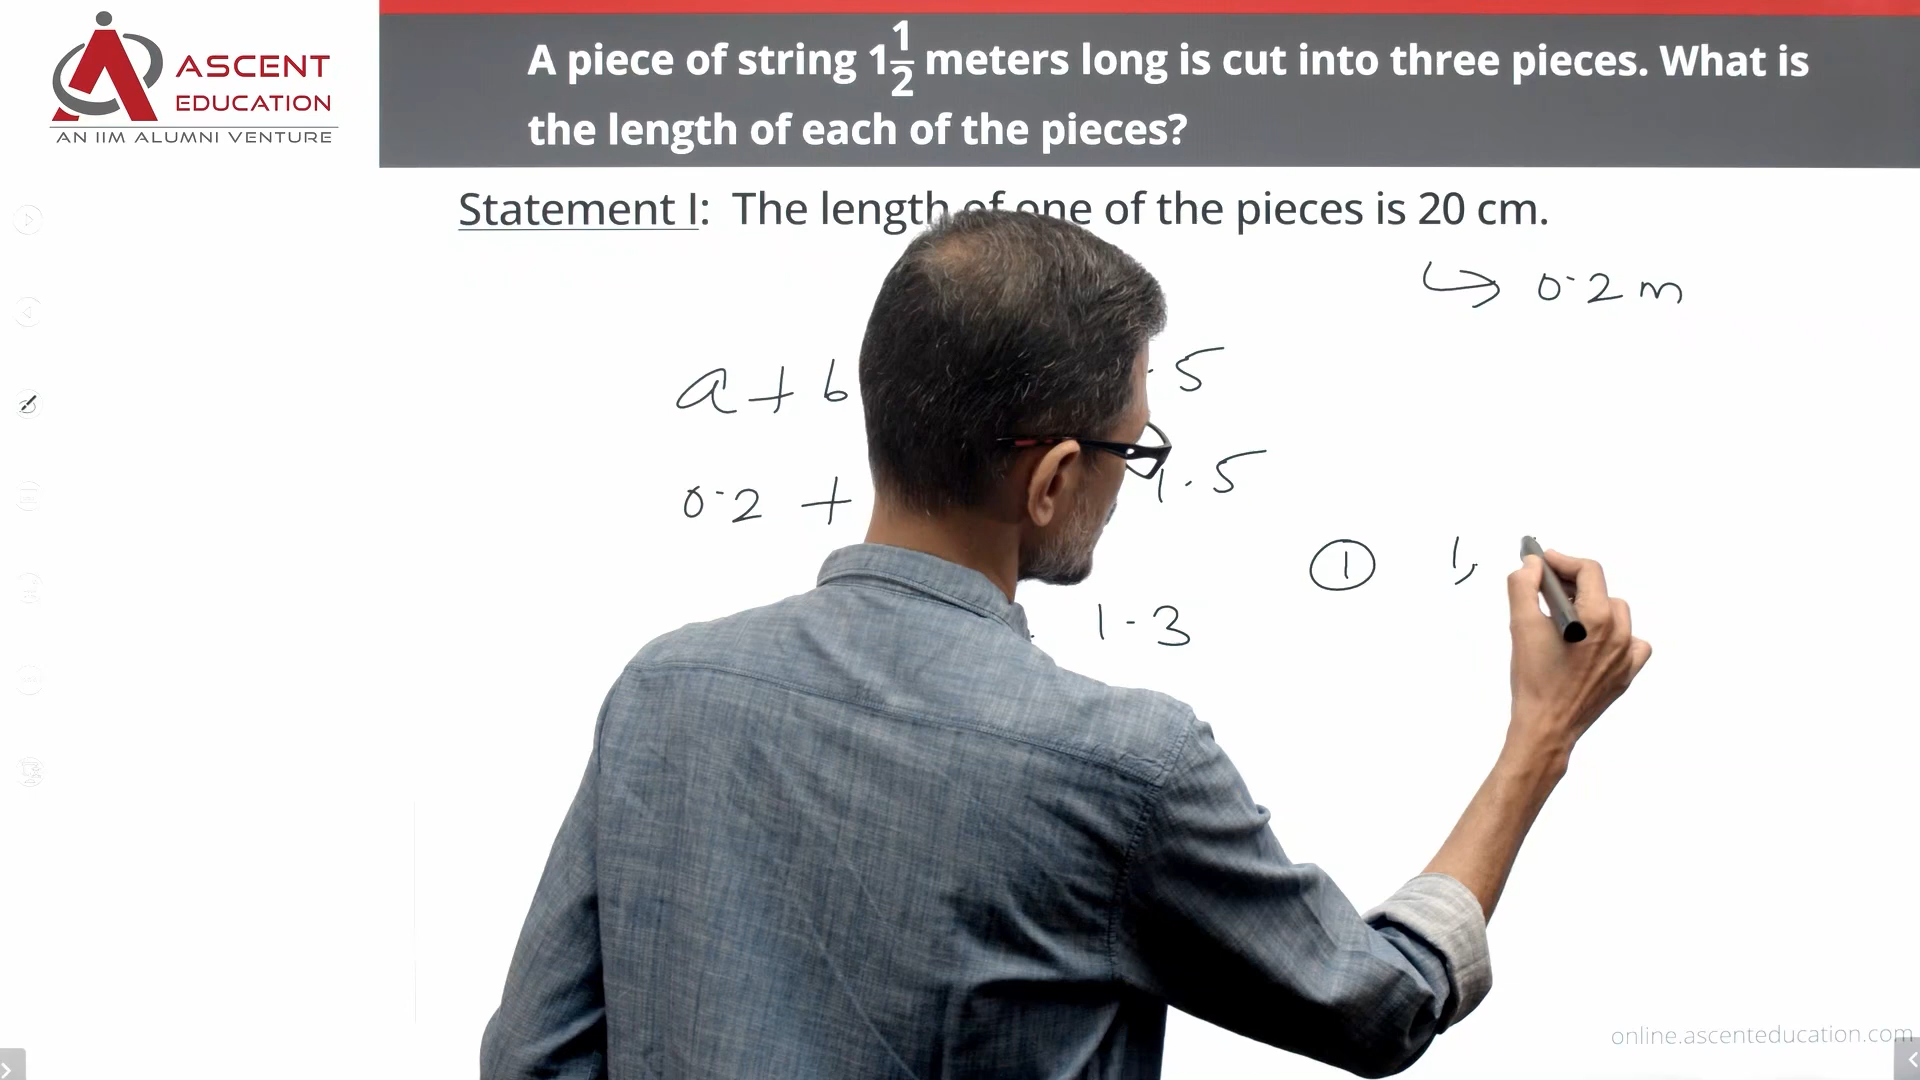 ASCENT
EDUCATION
AN IIM ALUMNI VENTURE
A piece of string 1 1/2 meters long is cut into three pieces. What is
the length of each of the pieces?
Statement I: The length of one of the pieces is 20 cm.
0.2 m
a + b .5
0.2 + 1.5
① 1,
1.3
online.ascenteducation.com